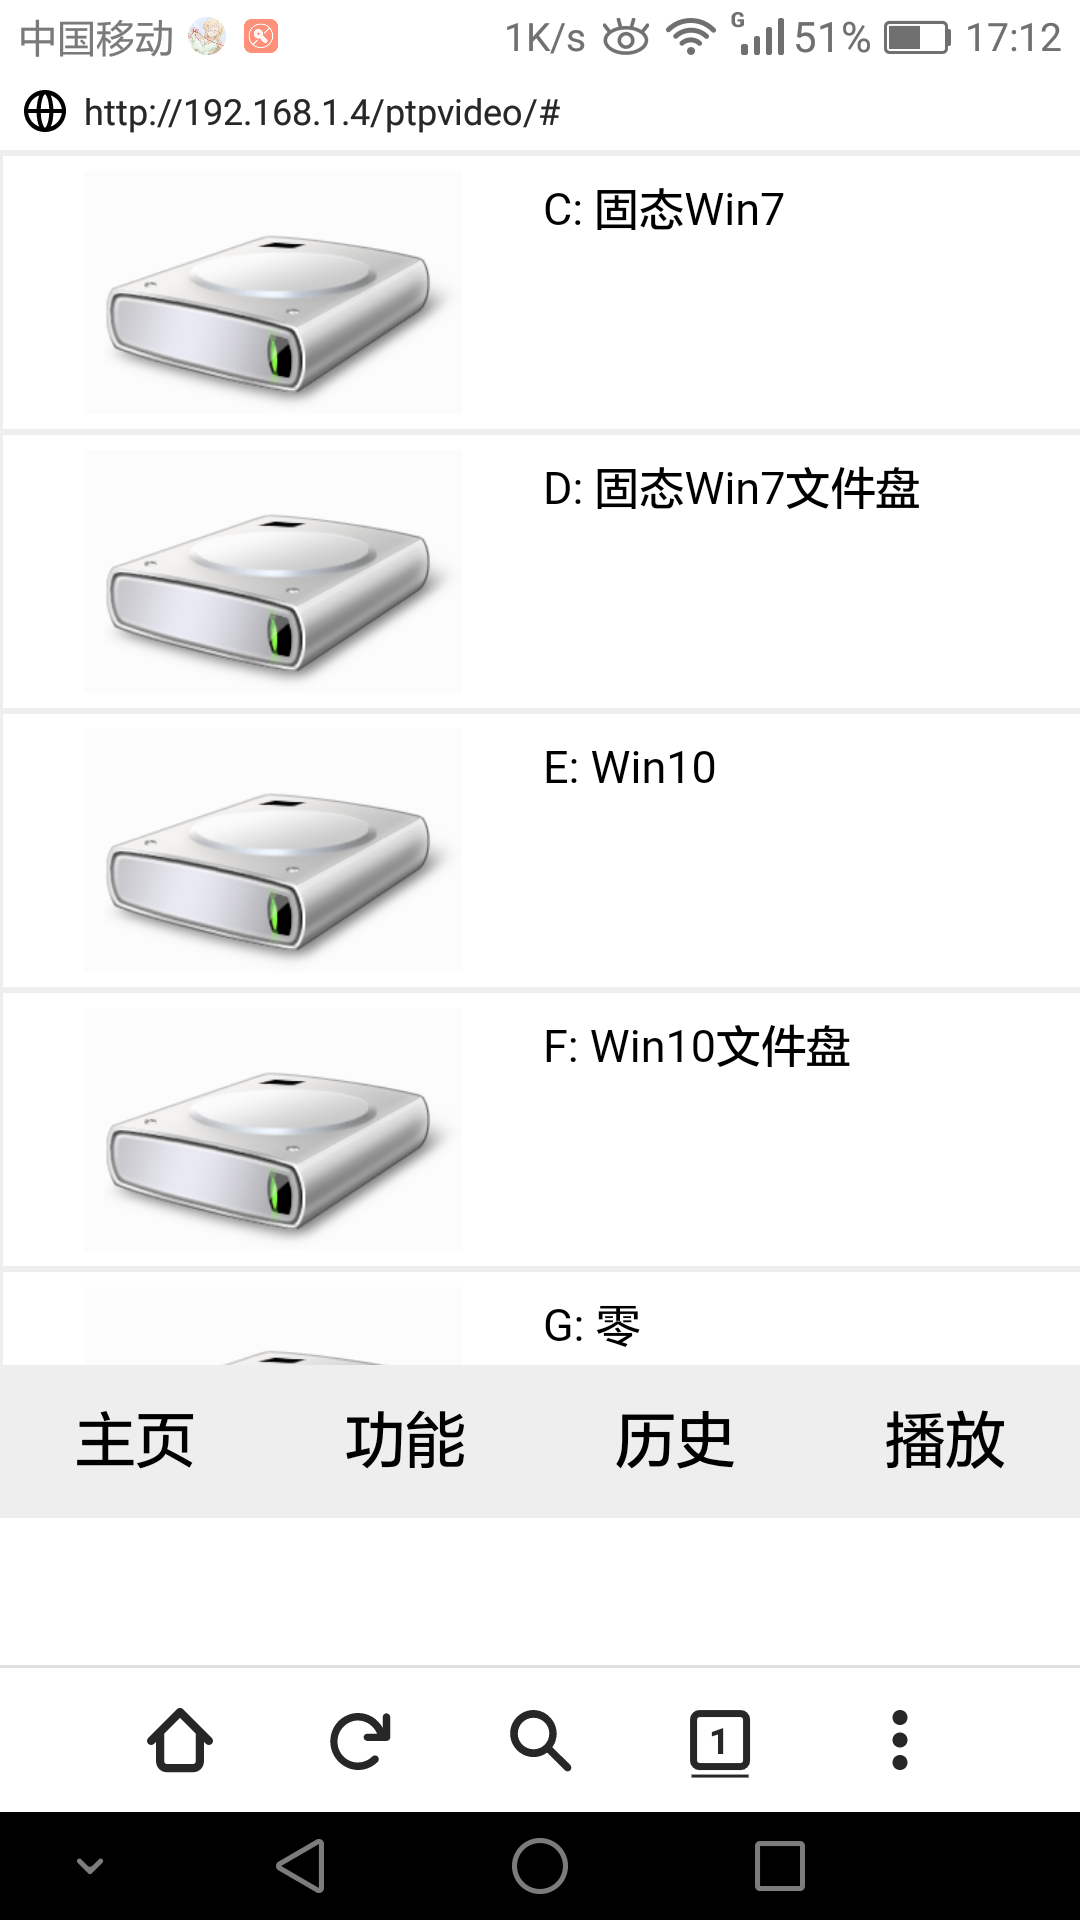 中国移动 1K/s G 51% 17:12
http://192.168.1.4/ptpvideo/#
C: 固态Win7
D: 固态Win7文件盘
E: Win10
F: Win10文件盘
G: 零
主页 功能 历史 播放
1